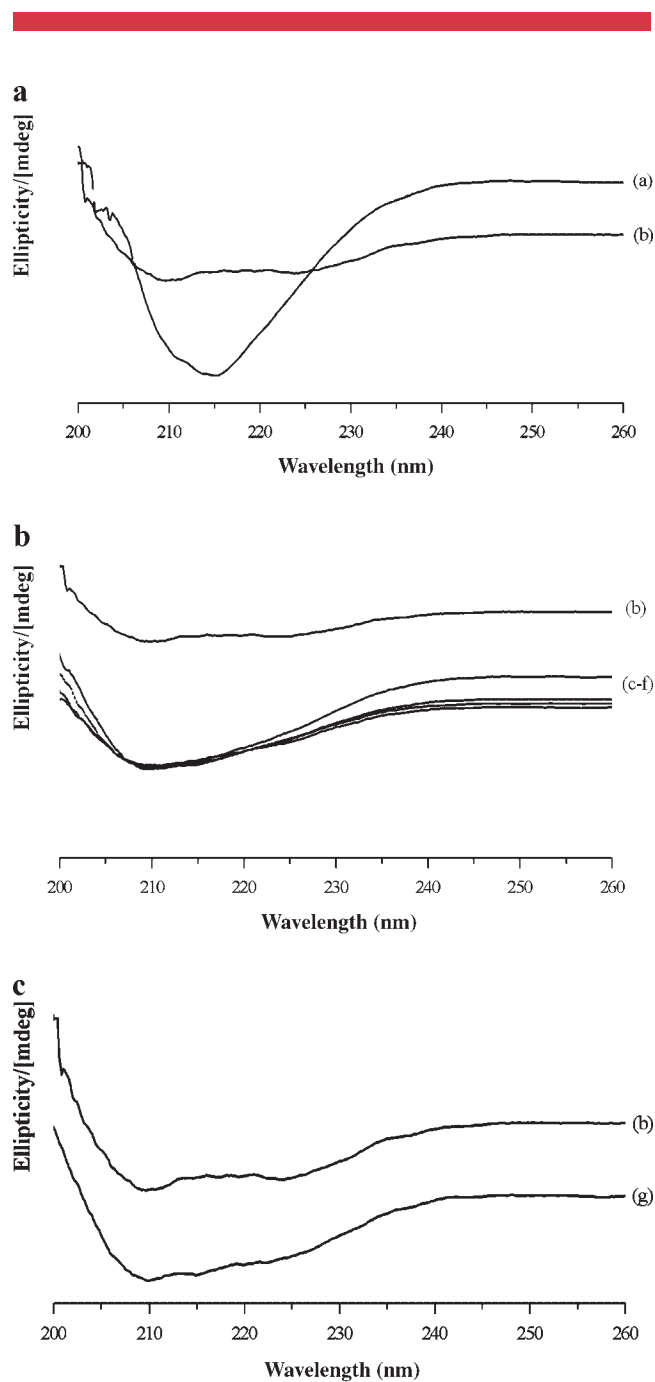 a
Ellipticity/[mdeg]
(a)
(b)
200 210 220 230 240 250 260
Wavelength (nm)
b
Ellipticity/[mdeg]
(b)
(c-f)
200 210 220 230 240 250 260
Wavelength (nm)
c
Ellipticity/[mdeg]
(b)
(g)
200 210 220 230 240 250 260
Wavelength (nm)